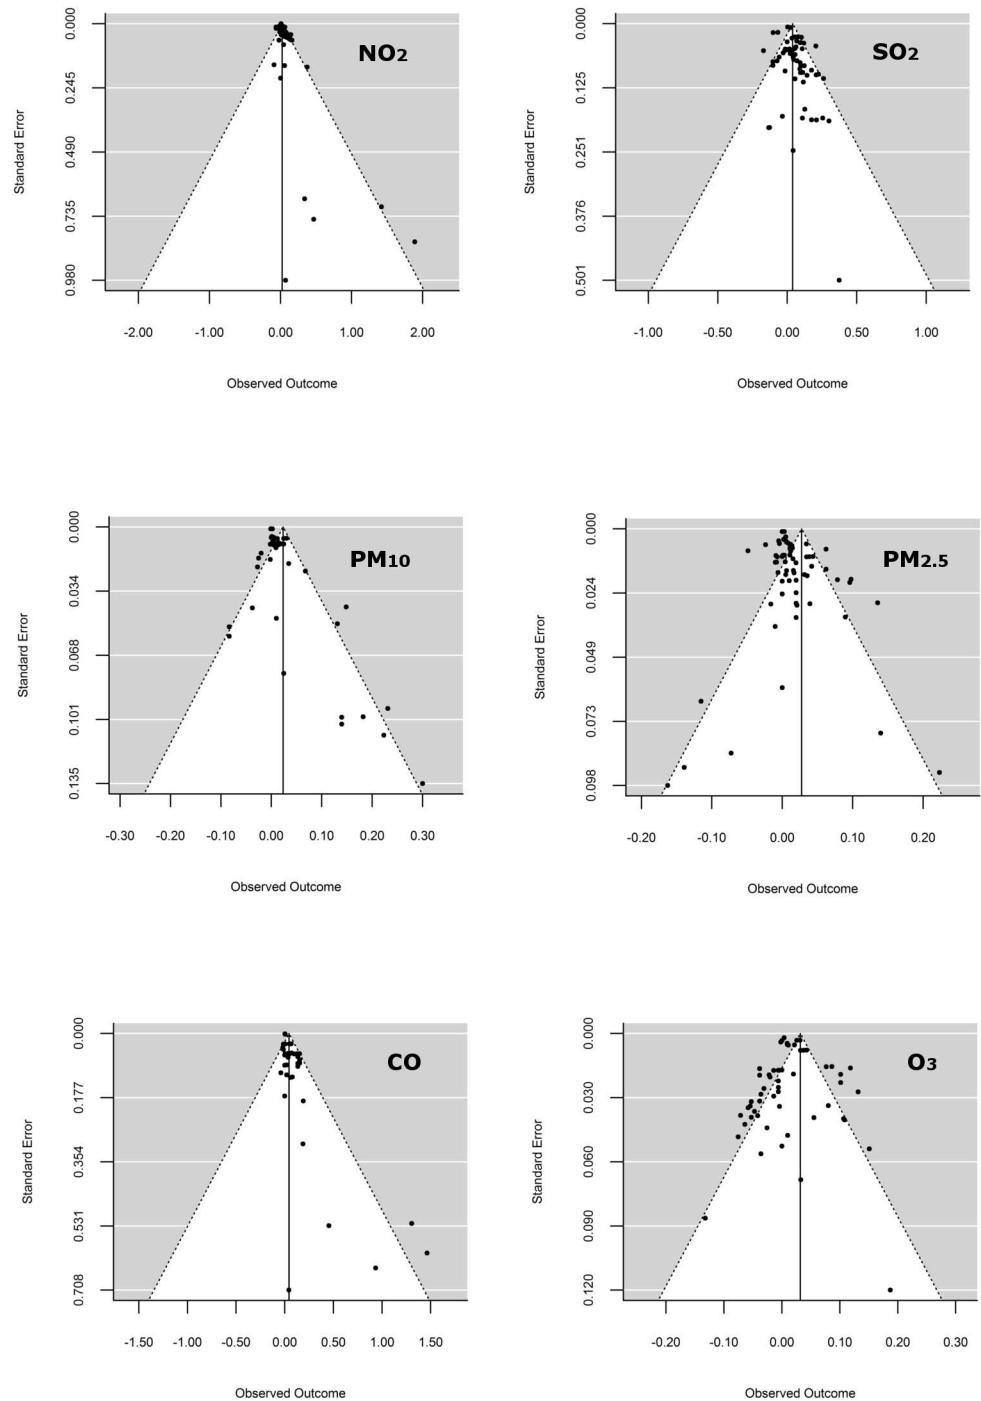 NO2
0.000
0.245
0.490
0.735
0.980
Standard Error
-2.00 -1.00 0.00 1.00 2.00
Observed Outcome
SO2
0.000
0.125
0.251
0.376
0.501
Standard Error
-1.00 -0.50 0.00 0.50 1.00
Observed Outcome
PM10
0.000
0.034
0.068
0.101
0.135
Standard Error
-0.30 -0.20 -0.10 0.00 0.10 0.20 0.30
Observed Outcome
PM2.5
0.000
0.024
0.049
0.073
0.098
Standard Error
-0.20 -0.10 0.00 0.10 0.20
Observed Outcome
CO
0.000
0.177
0.354
0.531
0.708
Standard Error
-1.50 -1.00 -0.50 0.00 0.50 1.00 1.50
Observed Outcome
O3
0.000
0.030
0.060
0.090
0.120
Standard Error
-0.20 -0.10 0.00 0.10 0.20 0.30
Observed Outcome